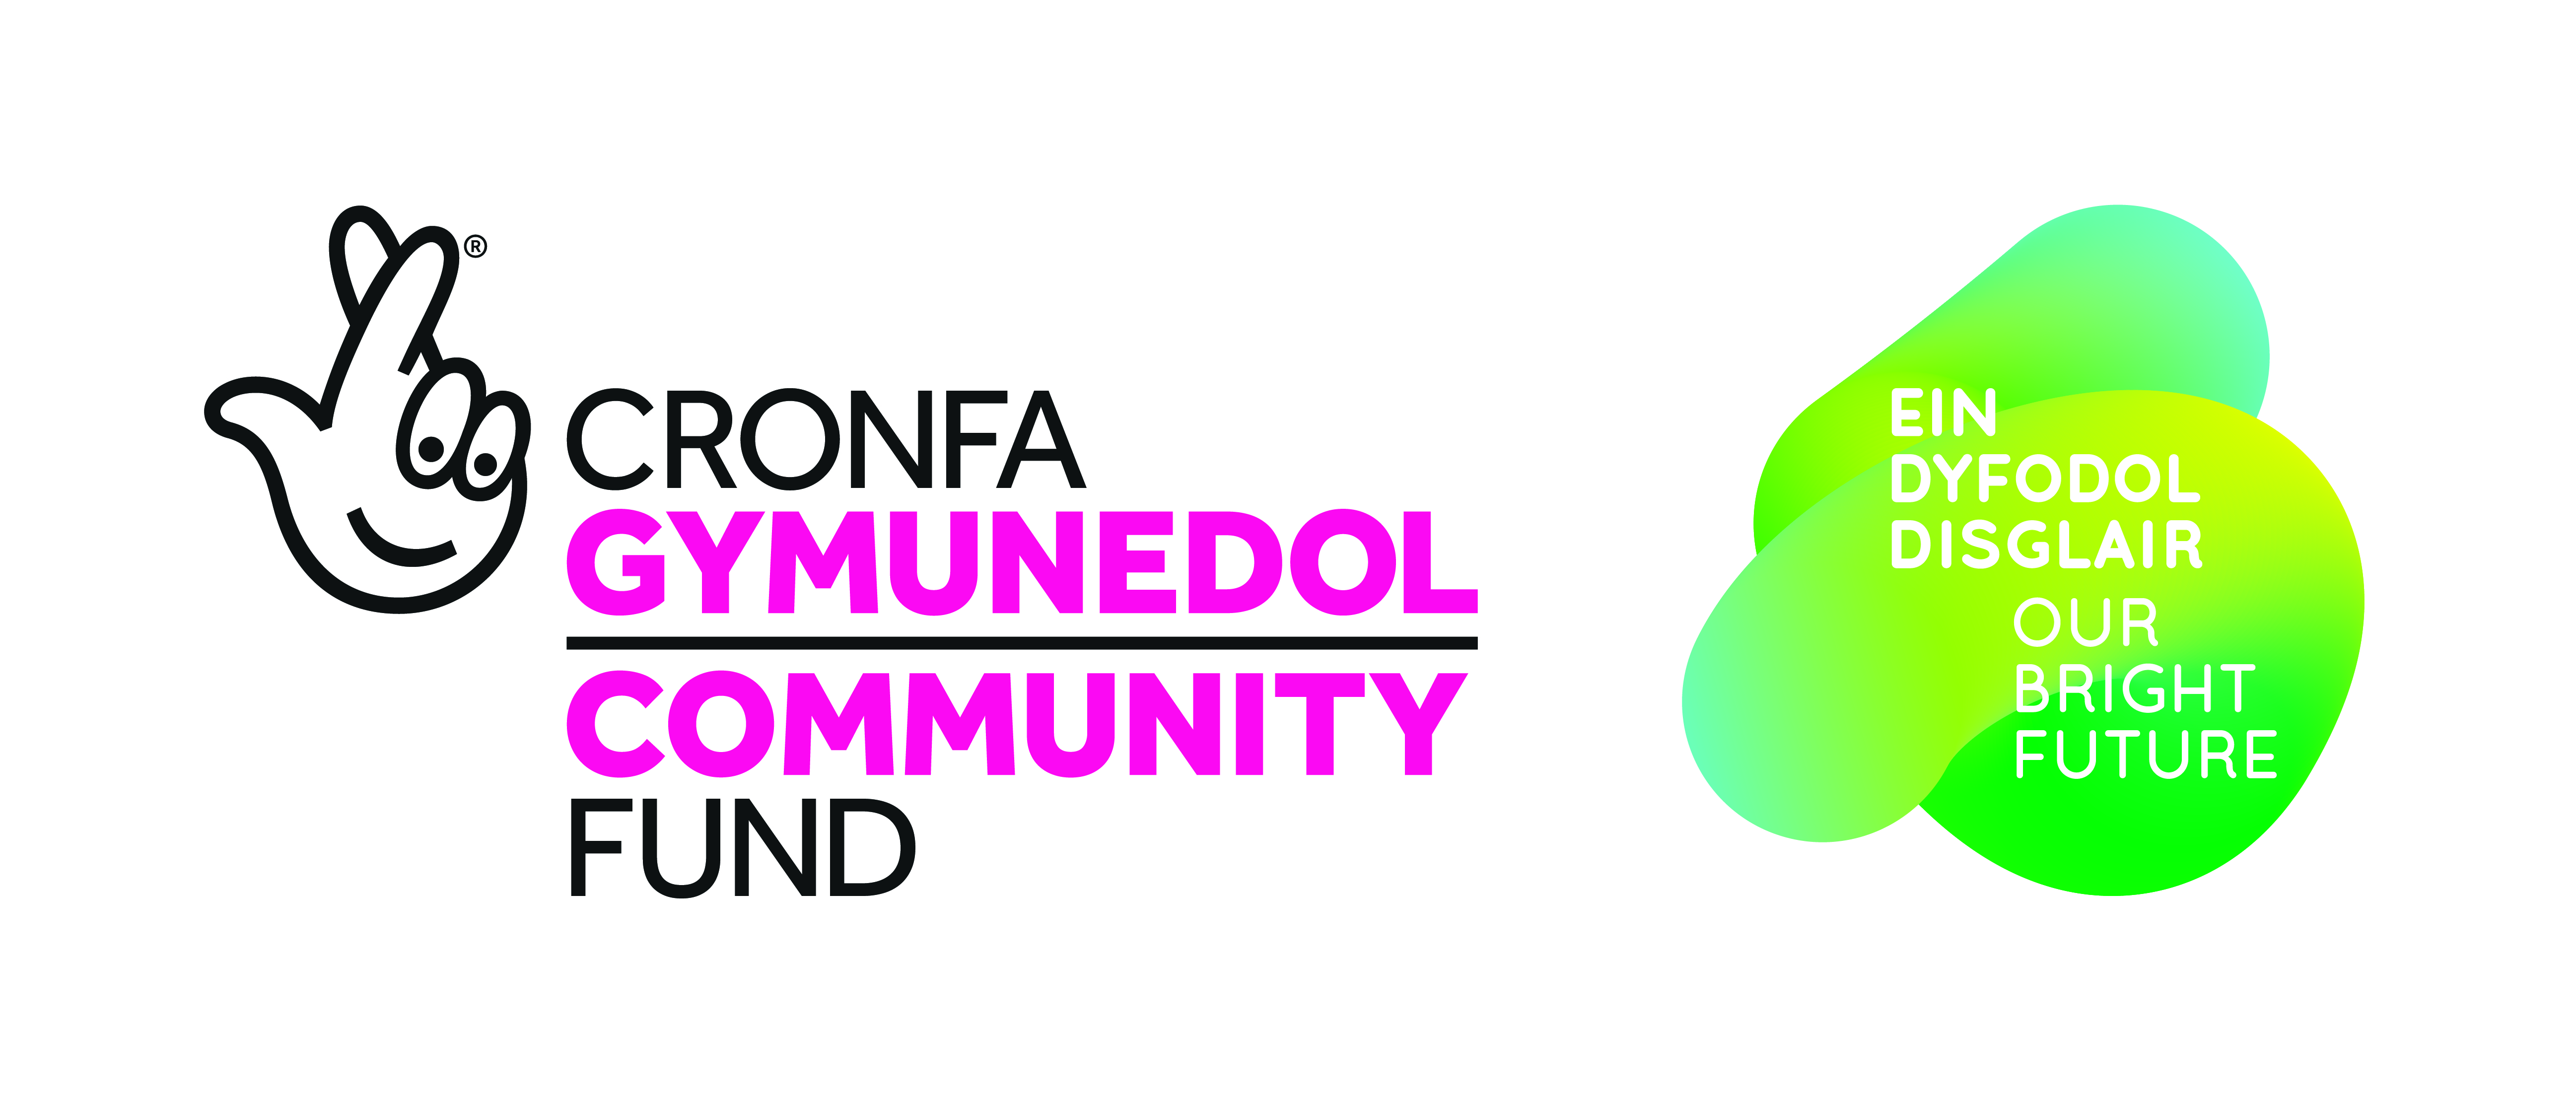 ®
CRONFA
GYMUNEDOL
COMMUNITY
FUND
EIN
DYFODOL
DISGLAIR
OUR
BRIGHT
FUTURE